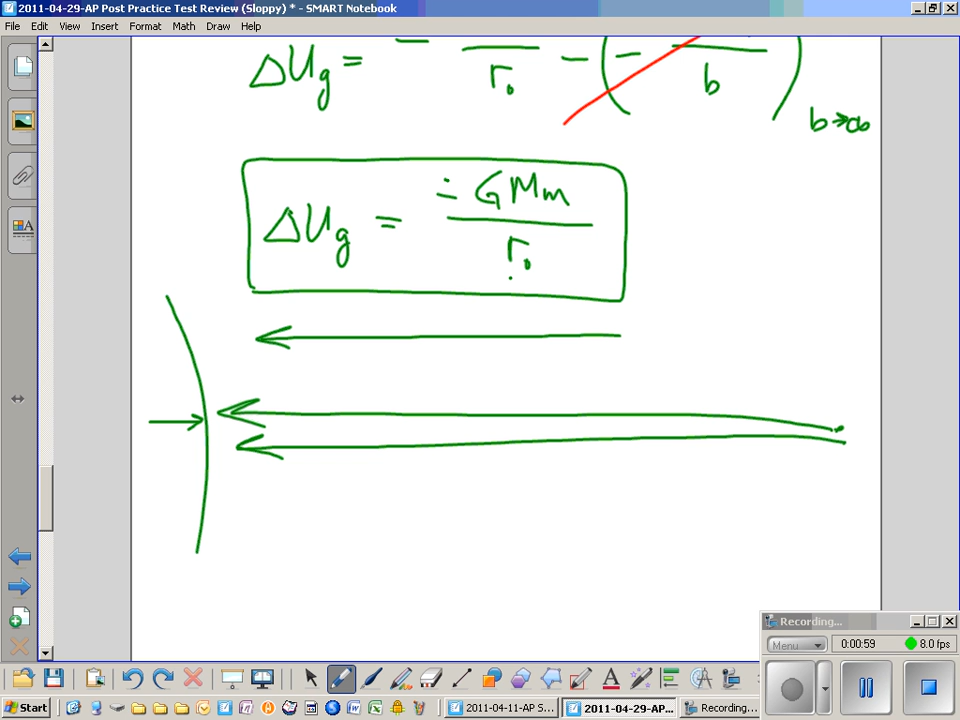 2011-04-29-AP Post Practice Test Review (Sloppy) * - SMART Notebook
File Edit View Insert Format Math Draw Help
ΔUg = − / r₀ − (− / b) b→∞
ΔUg = − GMm / r₀
Recording...
Menu 0:00:59 8.0 fps
Start 2011-04-11-AP S... 2011-04-29-AP... Recording...